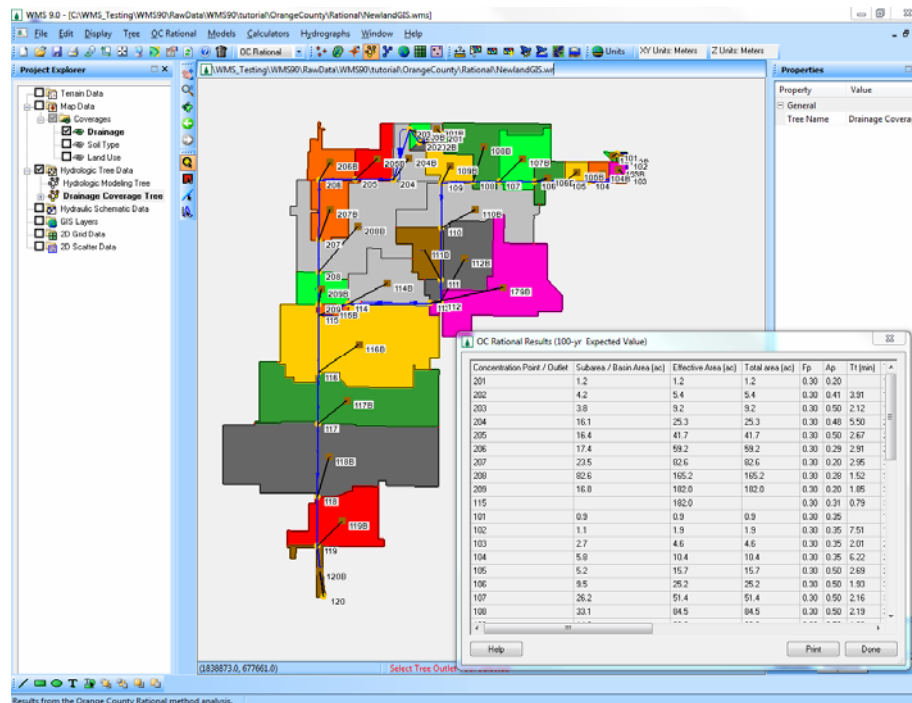 WMS 9.0 - [C:\WMS_Testing\WMS90\RawData\WMS90\tutorial\OrangeCounty\Rational\NewlandGIS.wms]
File Edit Display Tree OC Rational Models Calculators Hydrographs Window Help
OC Rational Units XY Units: Meters Z Units: Meters
Project Explorer
\WMS_Testing\WMS90\RawData\WMS90\tutorial\OrangeCounty\Rational\NewlandGIS.wm
Properties
Property Value
General
Tree Name Drainage Covera
Terrain Data
Map Data
Coverages
Drainage
Soil Type
Land Use
Hydrologic Tree Data
Hydrologic Modeling Tree
Drainage Coverage Tree
Hydraulic Schematic Data
GIS Layers
2D Grid Data
2D Scatter Data
206B 205B 204B 109B 108B 107B 105B 104B
206 205 204 109 108 107 106 105 104 103
207B 208B 110B
110
207 111B 112B
208
209B 114B 111 179B
209 114 112
115B
115
116B
116
117B
117
118B
118
119B
119
120B
120
OC Rational Results (100-yr Expected Value)
Concentration Point / Outlet Subarea / Basin Area (ac) Effective Area (ac) Total area (ac) Fp Ap Tt (min)
201 1.2 1.2 1.2 0.30 0.20
202 4.2 5.4 5.4 0.30 0.41 3.91
203 3.8 9.2 9.2 0.30 0.50 2.12
204 16.1 25.3 25.3 0.30 0.48 5.50
205 16.4 41.7 41.7 0.30 0.50 2.67
206 17.4 59.2 59.2 0.30 0.29 2.91
207 23.5 82.6 82.6 0.30 0.20 2.95
208 82.6 165.2 165.2 0.30 0.28 1.52
209 16.8 182.0 182.0 0.30 0.20 1.85
115 182.0 0.30 0.31 0.79
101 0.9 0.9 0.9 0.30 0.35
102 1.1 1.9 1.9 0.30 0.35 7.51
103 2.7 4.6 4.6 0.30 0.35 2.01
104 5.8 10.4 10.4 0.30 0.35 6.22
105 5.2 15.7 15.7 0.30 0.50 2.69
106 9.5 25.2 25.2 0.30 0.50 1.93
107 26.2 51.4 51.4 0.30 0.50 2.16
108 33.1 84.5 84.5 0.30 0.50 2.19
Help Print Done
(1838873.0, 677661.0) Select Tree Outlet
Results from the Orange County Rational method analysis.